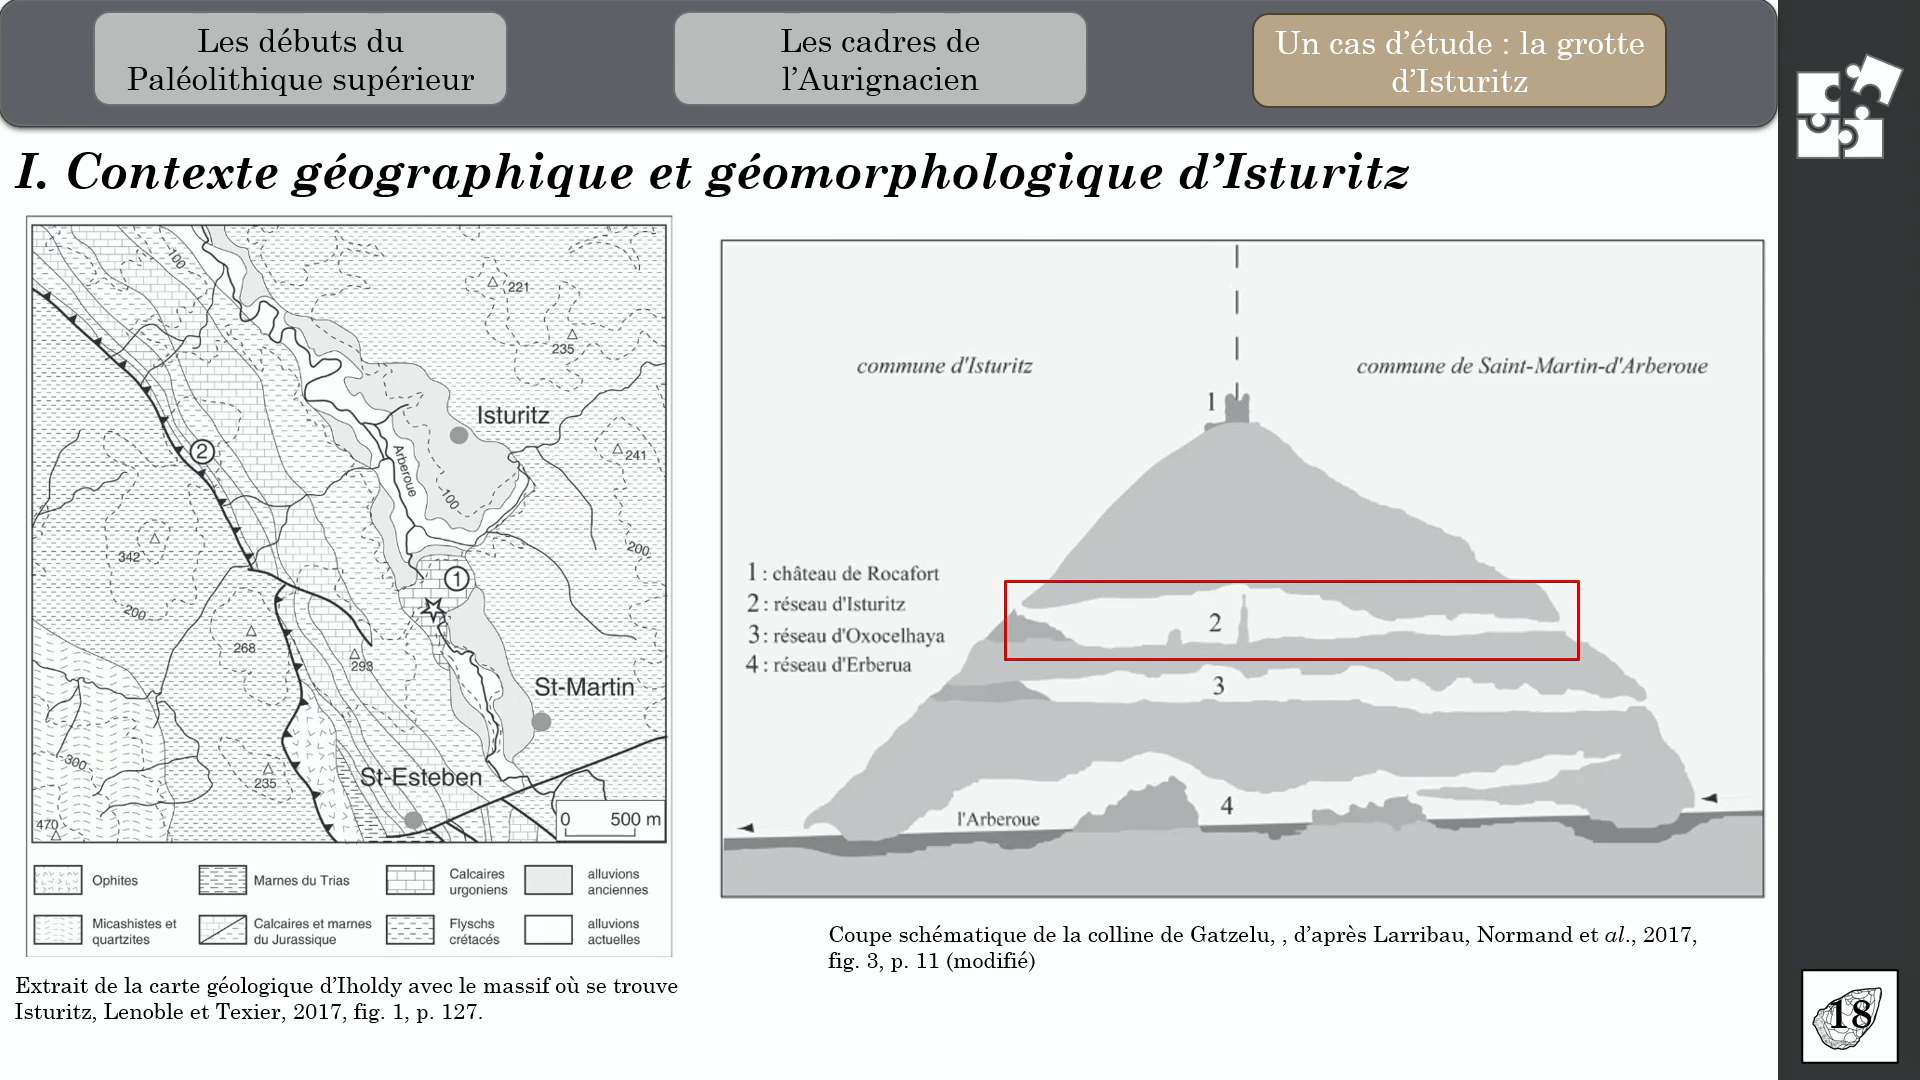 Les débuts du
Paléolithique supérieur
Les cadres de
l’Aurignacien
Un cas d’étude : la grotte
d’Isturitz
I. Contexte géographique et géomorphologique d’Isturitz
100
221
235
Isturitz
241
2
Arberoue
100
342
200
1
200
268
293
St-Martin
300
235
St-Esteben
470
0 500 m
Ophites
Marnes du Trias
Calcaires
urgoniens
alluvions
anciennes
Micashistes et
quartzites
Calcaires et marnes
du Jurassique
Flyschs
crétacés
alluvions
actuelles
Extrait de la carte géologique d’Iholdy avec le massif où se trouve
Isturitz, Lenoble et Texier, 2017, fig. 1, p. 127.
commune d'Isturitz
commune de Saint-Martin-d'Arberoue
1
1 : château de Rocafort
2 : réseau d'Isturitz
3 : réseau d'Oxocelhaya
4 : réseau d'Erberua
2
3
4
l'Arberoue
Coupe schématique de la colline de Gatzelu, , d’après Larribau, Normand et al., 2017,
fig. 3, p. 11 (modifié)
18